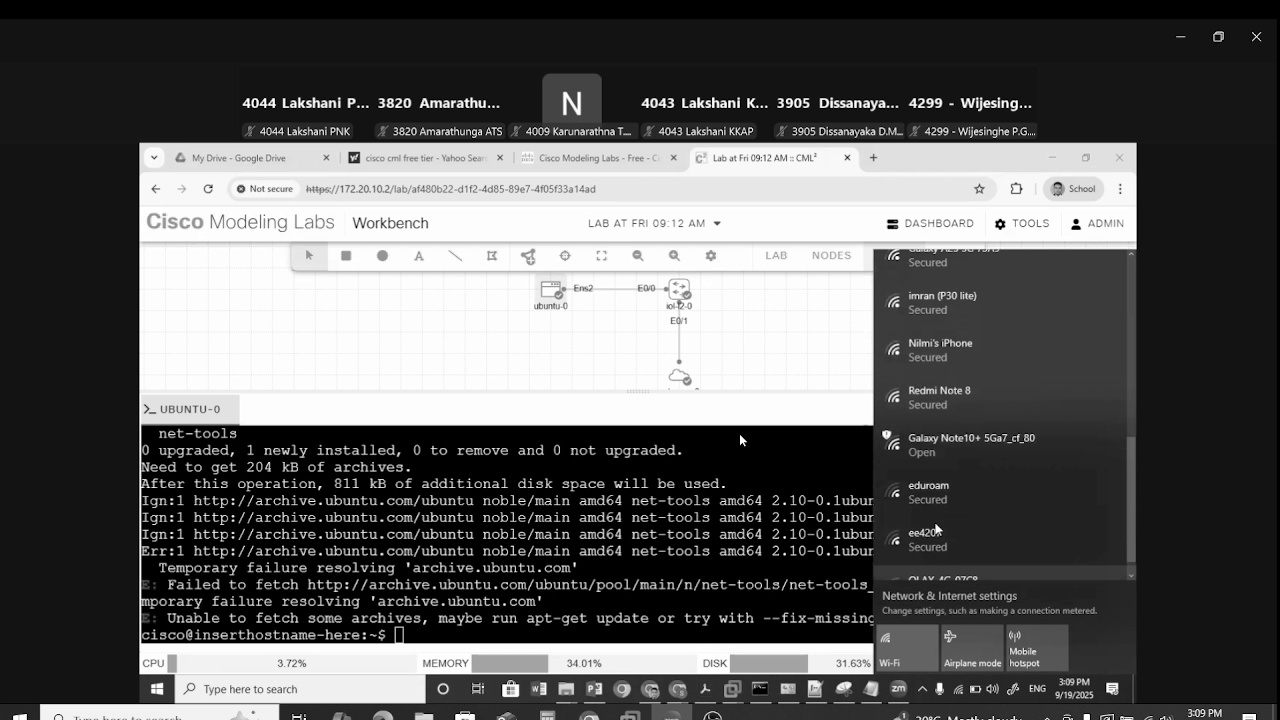 4044 Lakshani P... 3820 Amarathu... N 4043 Lakshani K... 3905 Dissanaya... 4299 - Wijesing...
4044 Lakshani PNK 3820 Amarathunga ATS 4009 Karunarathna T... 4043 Lakshani KKAP 3905 Dissanayaka D.M... 4299 - Wijesinghe P.G....
My Drive - Google Drive cisco cml free tier - Yahoo Sear Cisco Modeling Labs - Free - Ci Lab at Fri 09:12 AM :: CML²
Not secure https://172.20.10.2/lab/af480b22-d1f2-4d85-89e7-4f05f33a14ad School
Cisco Modeling Labs Workbench LAB AT FRI 09:12 AM DASHBOARD TOOLS ADMIN
A LAB NODES
Secured
ubuntu-0 Ens2 E0/0 iol-l2-0
E0/1
imran (P30 lite)
Secured
Nilmi's iPhone
Secured
Redmi Note 8
Secured
Galaxy Note10+ 5Ga7_cf_80
Open
eduroam
Secured
Secured
Network & Internet settings
Change settings, such as making a connection metered.
Wi-Fi Airplane mode Mobile hotspot
>_ UBUNTU-0
net-tools
0 upgraded, 1 newly installed, 0 to remove and 0 not upgraded.
Need to get 204 kB of archives.
After this operation, 811 kB of additional disk space will be used.
Ign:1 http://archive.ubuntu.com/ubuntu noble/main amd64 net-tools amd64 2.10-0.1ubun
Ign:1 http://archive.ubuntu.com/ubuntu noble/main amd64 net-tools amd64 2.10-0.1ubun
Ign:1 http://archive.ubuntu.com/ubuntu noble/main amd64 net-tools amd64 2.10-0.1ubun
Err:1 http://archive.ubuntu.com/ubuntu noble/main amd64 net-tools amd64 2.10-0.1ubun
Temporary failure resolving 'archive.ubuntu.com'
E: Failed to fetch http://archive.ubuntu.com/ubuntu/pool/main/n/net-tools/net-tools_
mporary failure resolving 'archive.ubuntu.com'
E: Unable to fetch some archives, maybe run apt-get update or try with --fix-missing
cisco@inserthostname-here:~$
CPU 3.72% MEMORY 34.01% DISK 31.63%
Type here to search ENG 3:09 PM
9/19/2025
Type here to search Mostly cloudy 3:09 PM